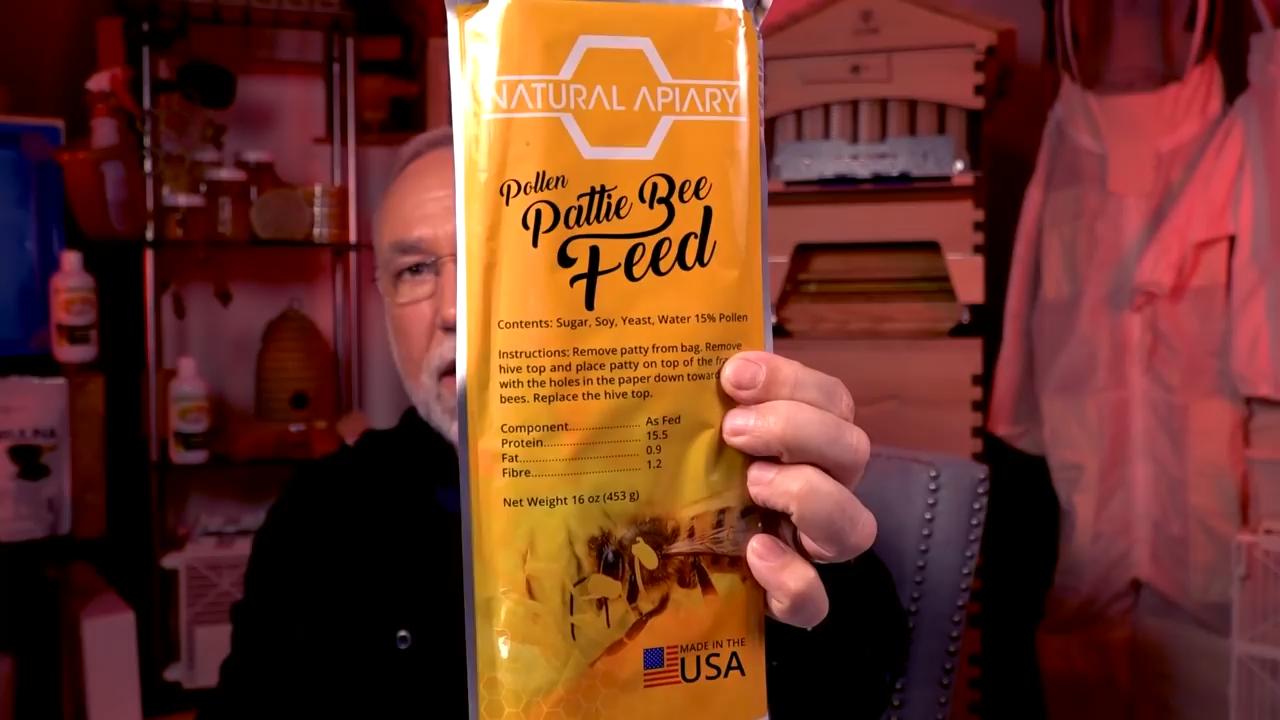 NATURAL APIARY
Pollen
Pattie Bee
Feed
Contents: Sugar, Soy, Yeast, Water 15% Pollen
Instructions: Remove patty from bag. Remove
hive top and place patty on top of the
with the holes in the paper down
bees. Replace the hive top.
Component As Fed
Protein 15.5
Fat 0.9
Fibre 1.2
Net Weight 16 oz (453 g)
MADE IN THE
USA